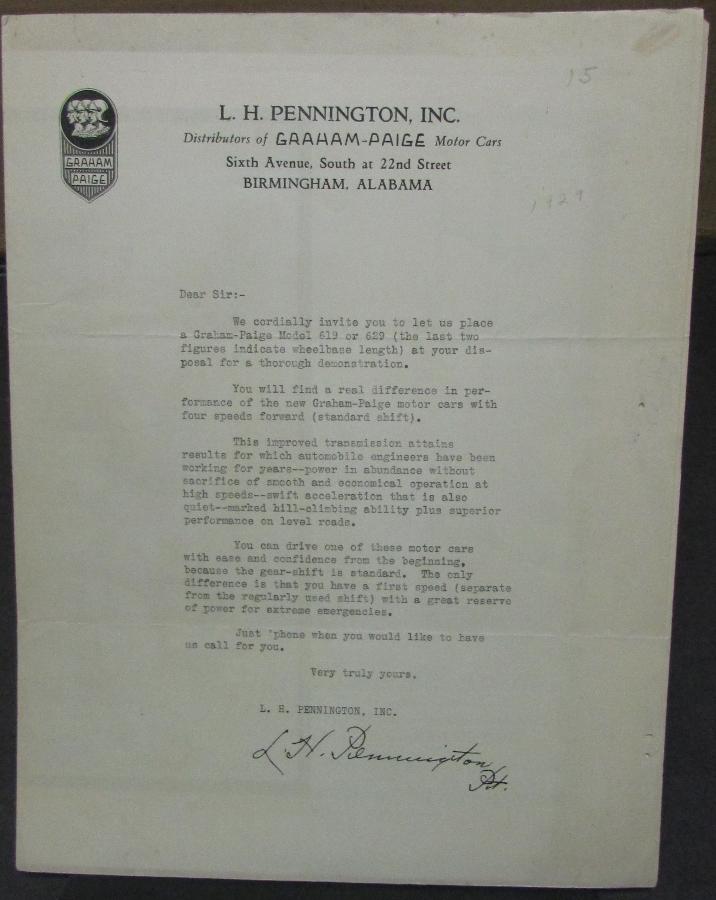 15
L. H. PENNINGTON, INC.
Distributors of GRAHAM-PAIGE Motor Cars
Sixth Avenue, South at 22nd Street
BIRMINGHAM, ALABAMA
GRAHAM
PAIGE
1929
Dear Sir:-
We cordially invite you to let us place
a Graham-Paige Model 619 or 629 (the last two
figures indicate wheelbase length) at your dis-
posal for a thorough demonstration.
You will find a real difference in per-
formance of the new Graham-Paige motor cars with
four speeds forward (standard shift).
This improved transmission attains
results for which automobile engineers have been
working for years--power in abundance without
sacrifice of smooth and economical operation at
high speeds--swift acceleration that is also
quiet--marked hill-climbing ability plus superior
performance on level roads.
You can drive one of these motor cars
with ease and confidence from the beginning,
because the gear-shift is standard. The only
difference is that you have a first speed (separate
from the regularly used shift) with a great reserve
of power for extreme emergencies.
Just 'phone when you would like to have
us call for you.
Very truly yours.
L. H. PENNINGTON, INC.
L. H. Pennington